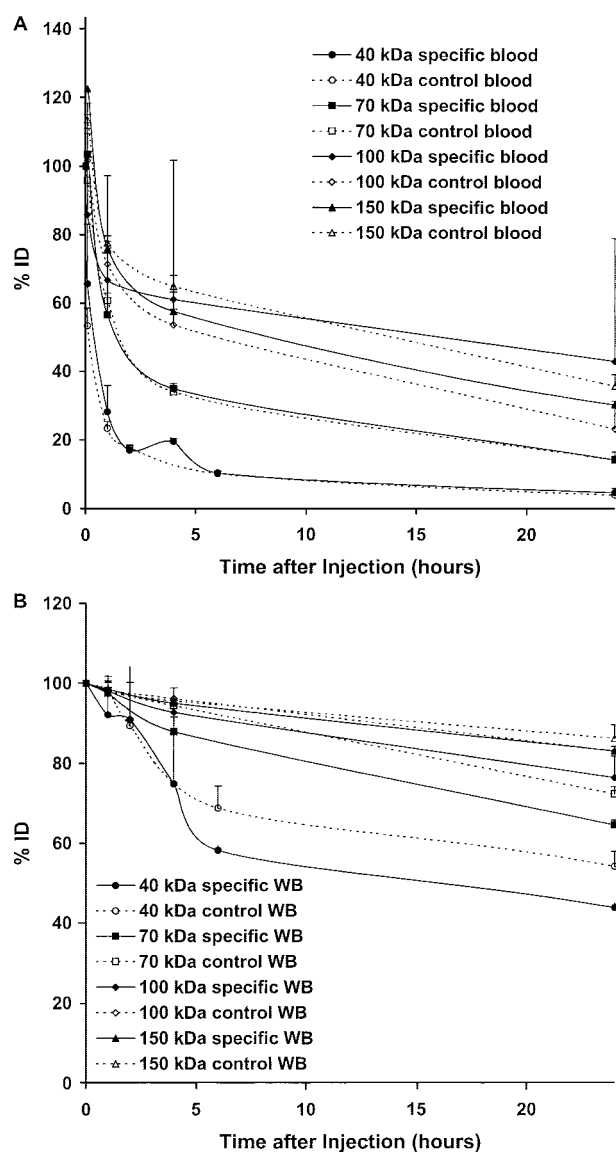 A
140
120
100
80
60
40
20
0
% ID
40 kDa specific blood
40 kDa control blood
70 kDa specific blood
70 kDa control blood
100 kDa specific blood
100 kDa control blood
150 kDa specific blood
150 kDa control blood
0 5 10 15 20
Time after Injection (hours)
B
120
100
80
60
40
20
0
% ID
40 kDa specific WB
40 kDa control WB
70 kDa specific WB
70 kDa control WB
100 kDa specific WB
100 kDa control WB
150 kDa specific WB
150 kDa control WB
0 5 10 15 20
Time after Injection (hours)